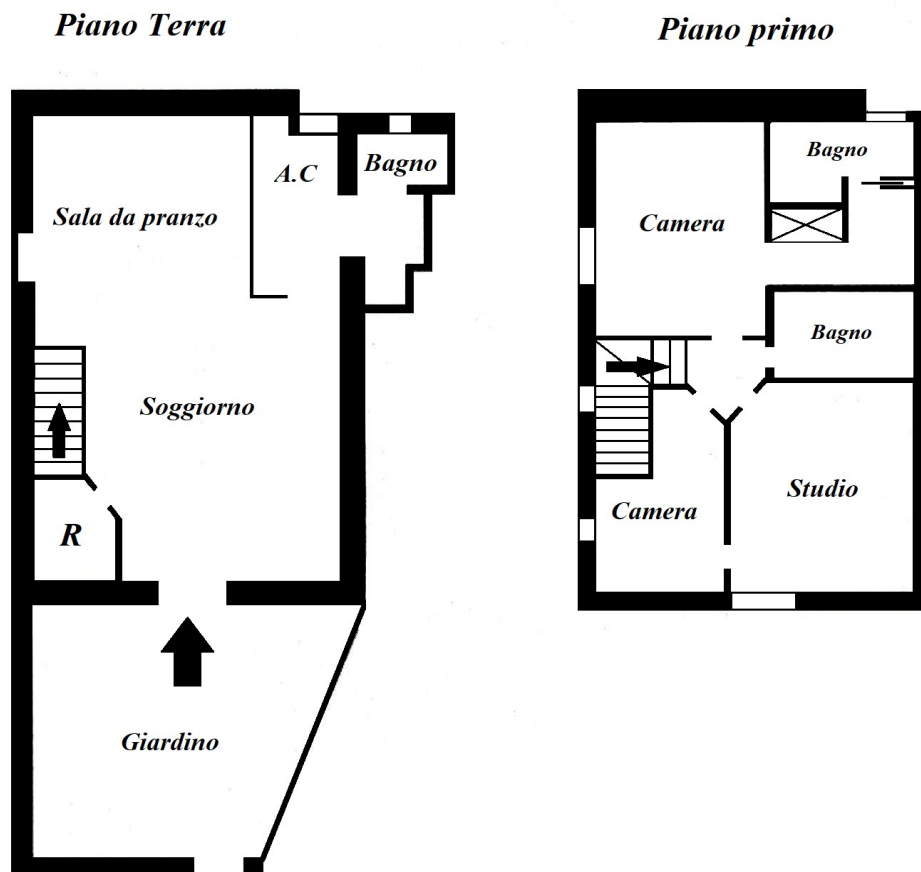 Piano Terra
Piano primo
A.C
Bagno
Sala da pranzo
Soggiorno
R
Giardino
Bagno
Camera
Bagno
Camera
Studio